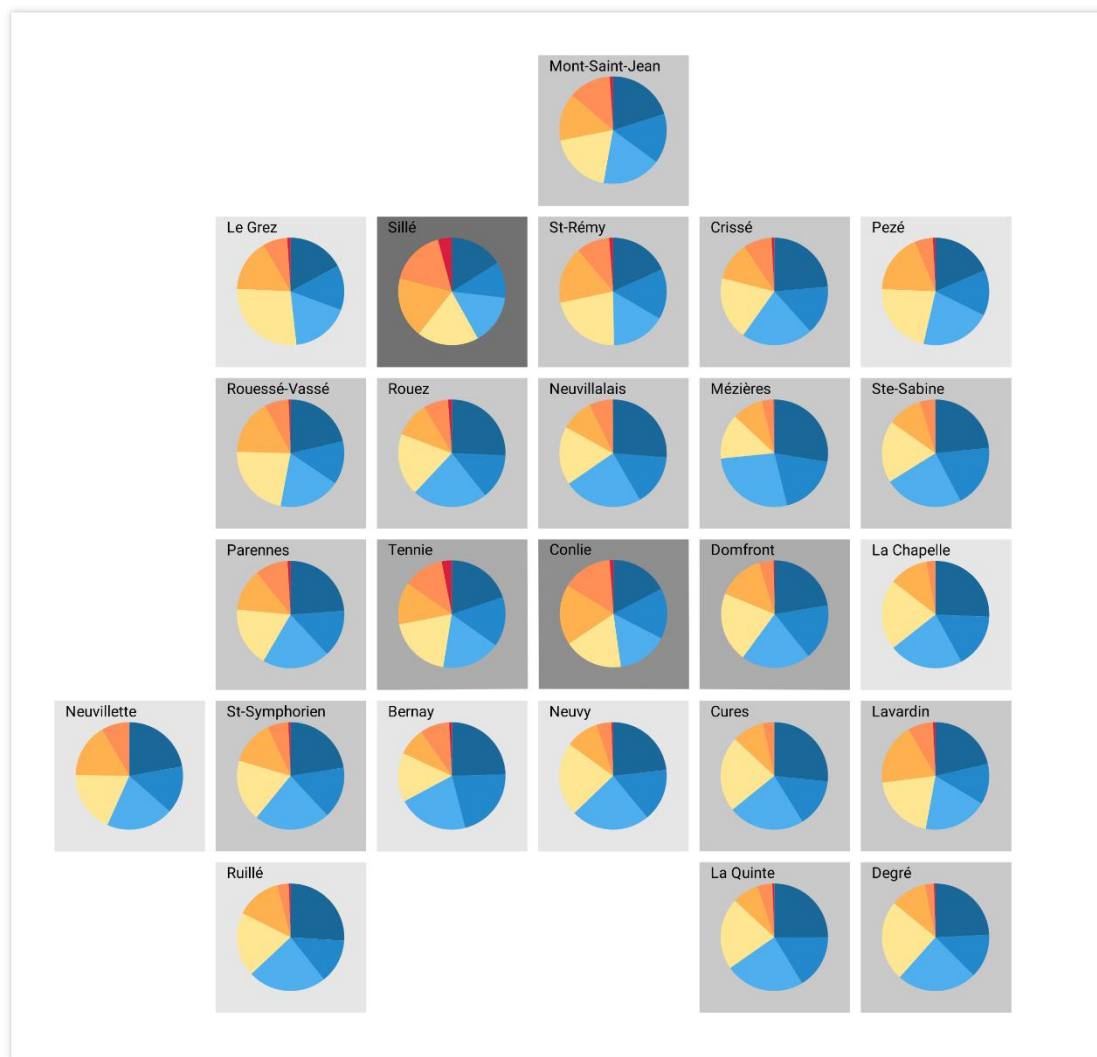 Mont-Saint-Jean
Le Grez
Sillé
St-Rémy
Crissé
Pezé
Rouessé-Vassé
Rouez
Neuvillalais
Mézières
Ste-Sabine
Parennes
Tennie
Conlie
Domfront
La Chapelle
Neuvillette
St-Symphorien
Bernay
Neuvy
Cures
Lavardin
Ruillé
La Quinte
Degré